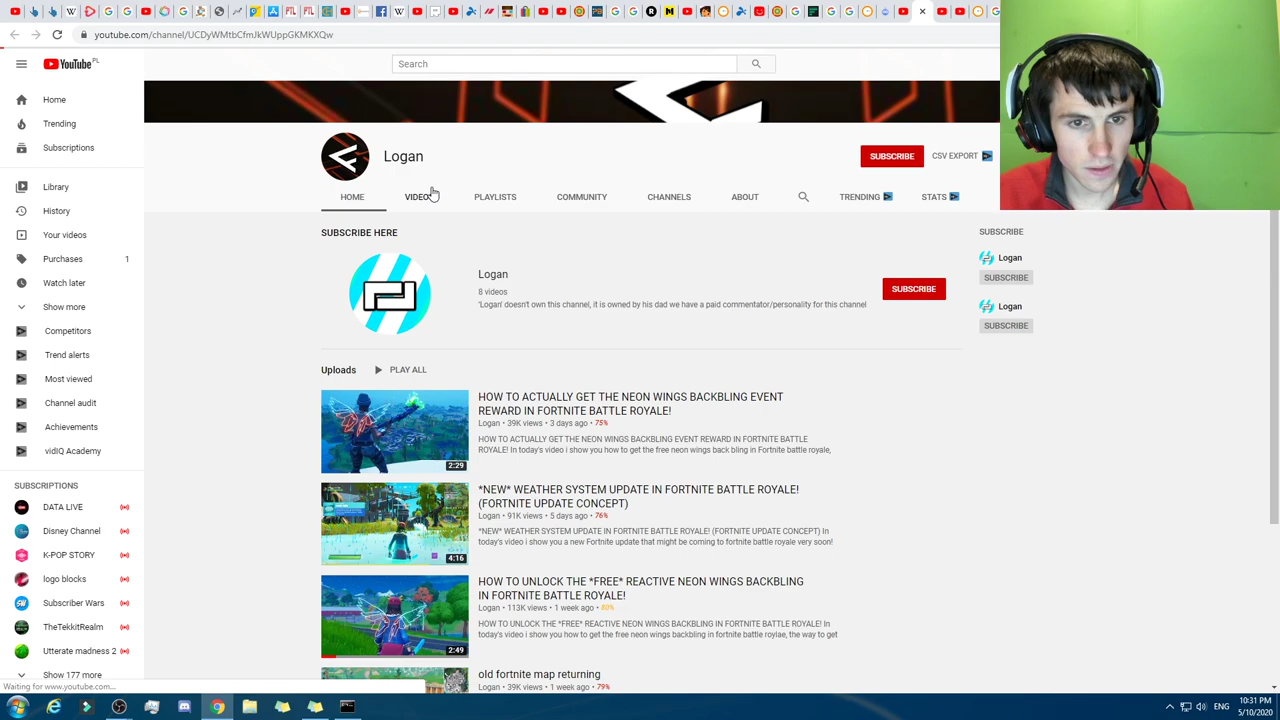 youtube.com/channel/UCDyWMtbCfmJkWUppGKMKXQw
YouTube PL
Search
Home
Trending
Subscriptions
Library
History
Your videos
Purchases 1
Watch later
Show more
Competitors
Trend alerts
Most viewed
Channel audit
Achievements
vidIQ Academy
SUBSCRIPTIONS
DATA LIVE
Disney Channel
K-POP STORY
logo blocks
Subscriber Wars
TheTekkitRealm
Utterate madness 2
Show 177 more
Logan
SUBSCRIBE CSV EXPORT
HOME VIDEOS PLAYLISTS COMMUNITY CHANNELS ABOUT TRENDING STATS
SUBSCRIBE HERE
Logan
8 videos
'Logan' doesn't own this channel, it is owned by his dad we have a paid commentator/personality for this channel
SUBSCRIBE
SUBSCRIBE
Logan
SUBSCRIBE
Logan
SUBSCRIBE
Uploads PLAY ALL
HOW TO ACTUALLY GET THE NEON WINGS BACKBLING EVENT
REWARD IN FORTNITE BATTLE ROYALE!
Logan • 39K views • 3 days ago • 75%
HOW TO ACTUALLY GET THE NEON WINGS BACKBLING EVENT REWARD IN FORTNITE BATTLE
ROYALE! In today's video i show you how to get the free neon wings back bling in Fortnite battle royale,
2:29
*NEW* WEATHER SYSTEM UPDATE IN FORTNITE BATTLE ROYALE!
(FORTNITE UPDATE CONCEPT)
Logan • 91K views • 5 days ago • 76%
*NEW* WEATHER SYSTEM UPDATE IN FORTNITE BATTLE ROYALE! (FORTNITE UPDATE CONCEPT) In
today's video i show you a new Fortnite update that might be coming to fortnite battle royale very soon!
4:16
HOW TO UNLOCK THE *FREE* REACTIVE NEON WINGS BACKBLING
IN FORTNITE BATTLE ROYALE!
Logan • 113K views • 1 week ago • 80%
HOW TO UNLOCK THE *FREE* REACTIVE NEON WINGS BACKBLING IN FORTNITE BATTLE ROYALE! In
today's video i show you how to get the free neon wings backbling in fortnite battle roylae, the way to get
2:49
old fortnite map returning
Logan • 39K views • 1 week ago • 79%
Waiting for www.youtube.com...
ENG
10:31 PM
5/10/2020